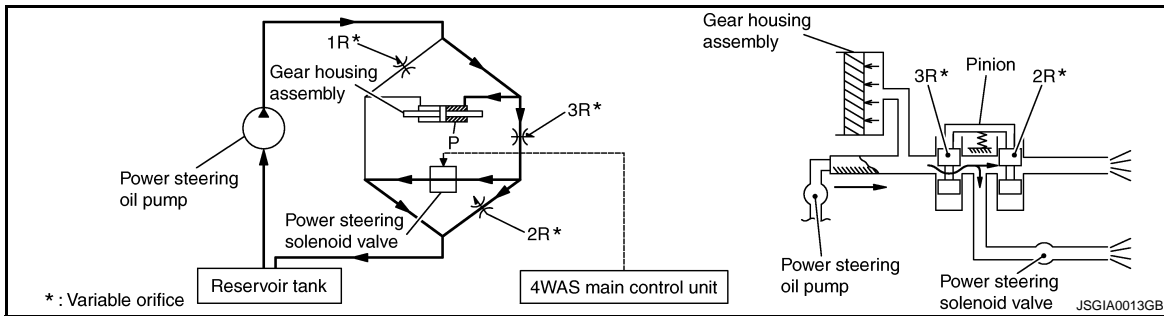 1R*
Gear housing
assembly
3R*
P
Power steering
oil pump
Power steering
solenoid valve
2R*
Reservoir tank
4WAS main control unit
* : Variable orifice
Gear housing
assembly
Pinion
3R*
2R*
Power steering
oil pump
Power steering
solenoid valve
JSGIA0013GB